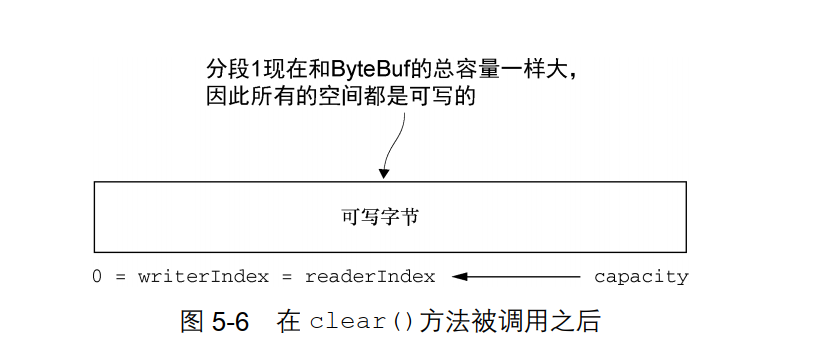 分段1现在和ByteBuf的总容量一样大，
因此所有的空间都是可写的
可写字节
0 = writerIndex = readerIndex capacity
图 5-6 在 clear()方法被调用之后